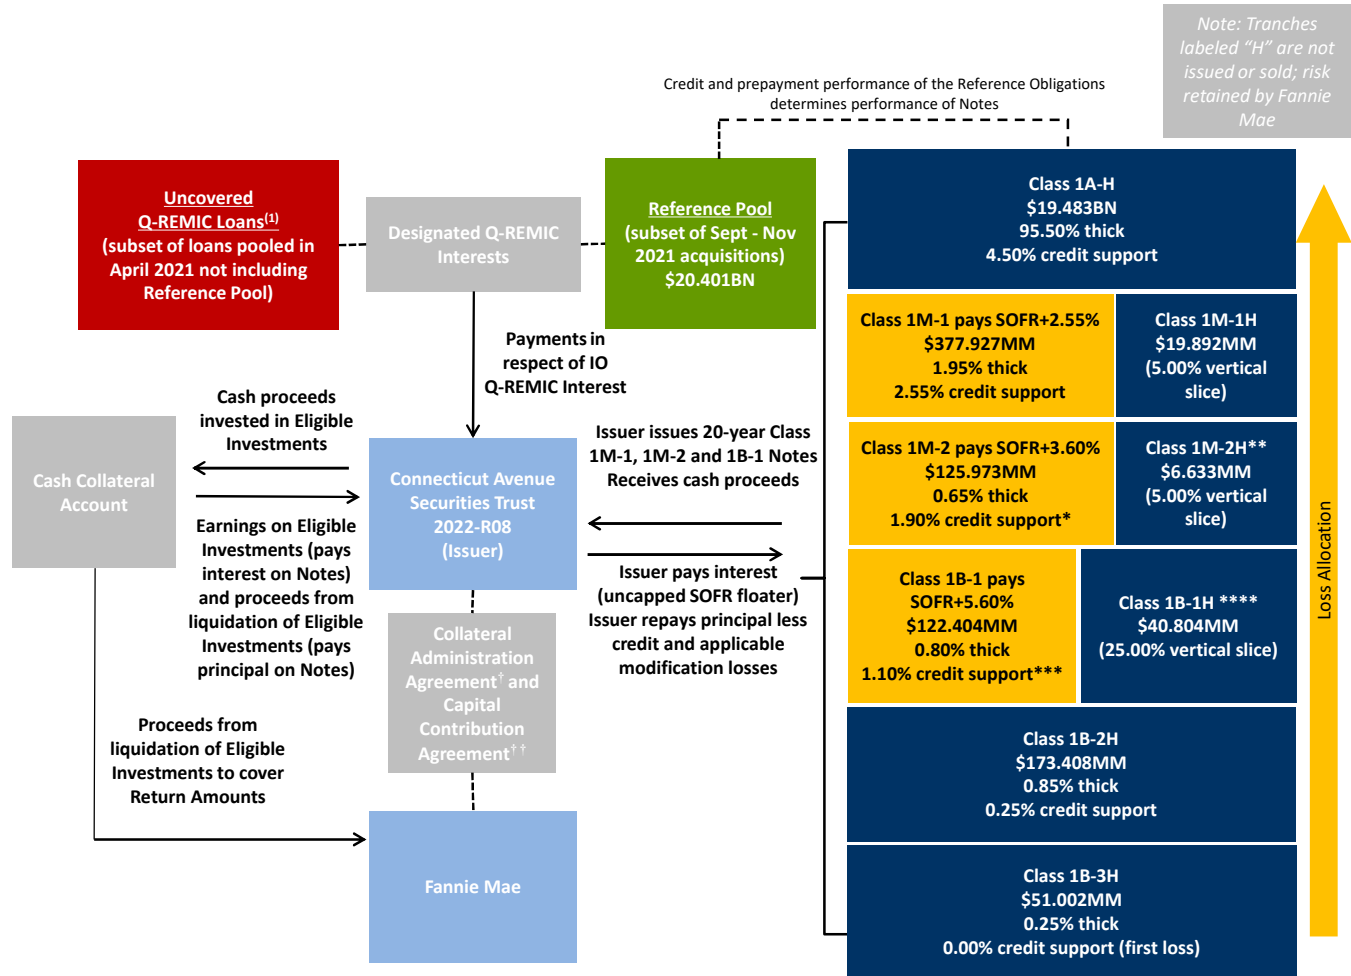 Note: Tranches
labeled “H” are not
issued or sold; risk
retained by Fannie
Mae
Credit and prepayment performance of the Reference Obligations
determines performance of Notes
Uncovered
Q-REMIC Loans(1)
(subset of loans pooled in
April 2021 not including
Reference Pool)
Designated Q-REMIC
Interests
Reference Pool
(subset of Sept - Nov
2021 acquisitions)
$20.401BN
Class 1A-H
$19.483BN
95.50% thick
4.50% credit support
Payments in
respect of IO
Q-REMIC Interest
Class 1M-1 pays SOFR+2.55%
$377.927MM
1.95% thick
2.55% credit support
Class 1M-1H
$19.892MM
(5.00% vertical
slice)
Cash proceeds
invested in Eligible
Investments
Issuer issues 20-year Class
1M-1, 1M-2 and 1B-1 Notes
Receives cash proceeds
Class 1M-2 pays SOFR+3.60%
$125.973MM
0.65% thick
1.90% credit support*
Class 1M-2H**
$6.633MM
(5.00% vertical
slice)
Cash Collateral
Account
Connecticut Avenue
Securities Trust
2022-R08
(Issuer)
Earnings on Eligible
Investments (pays
interest on Notes)
and proceeds from
liquidation of Eligible
Investments (pays
principal on Notes)
Issuer pays interest
(uncapped SOFR floater)
Issuer repays principal less
credit and applicable
modification losses
Class 1B-1 pays
SOFR+5.60%
$122.404MM
0.80% thick
1.10% credit support***
Class 1B-1H ****
$40.804MM
(25.00% vertical slice)
Loss Allocation
Collateral
Administration
Agreement† and
Capital
Contribution
Agreement††
Proceeds from
liquidation of Eligible
Investments to cover
Return Amounts
Class 1B-2H
$173.408MM
0.85% thick
0.25% credit support
Fannie Mae
Class 1B-3H
$51.002MM
0.25% thick
0.00% credit support (first loss)